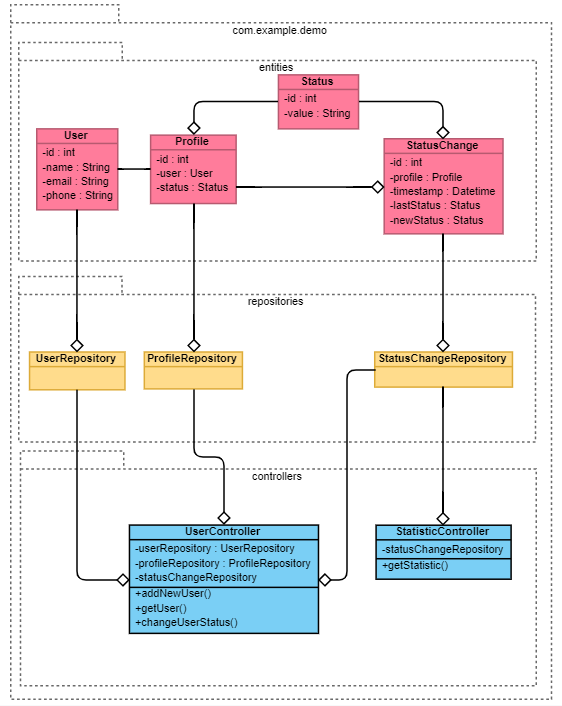 com.example.demo
entities
Status
-id : int
-value : String
User
-id : int
-name : String
-email : String
-phone : String
Profile
-id : int
-user : User
-status : Status
StatusChange
-id : int
-profile : Profile
-timestamp : Datetime
-lastStatus : Status
-newStatus : Status
repositories
UserRepository
ProfileRepository
StatusChangeRepository
controllers
UserController
-userRepository : UserRepository
-profileRepository : ProfileRepository
-statusChangeRepository
+addNewUser()
+getUser()
+changeUserStatus()
StatisticController
-statusChangeRepository
+getStatistic()